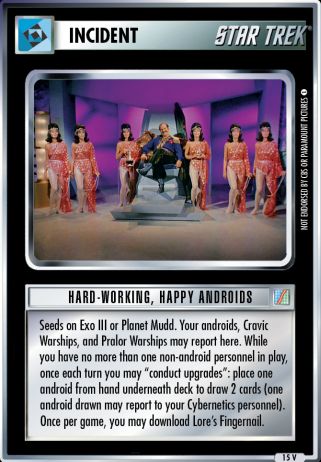 INCIDENT
STAR TREK
NOT ENDORSED BY CBS OR PARAMOUNT PICTURES
HARD-WORKING, HAPPY ANDROIDS
Seeds on Exo III or Planet Mudd. Your androids, Cravic
Warships, and Pralor Warships may report here. While
you have no more than one non-android personnel in play,
once each turn you may “conduct upgrades”: place one
android from hand underneath deck to draw 2 cards (one
android drawn may report to your Cybernetics personnel).
Once per game, you may download Lore’s Fingernail.
15 V